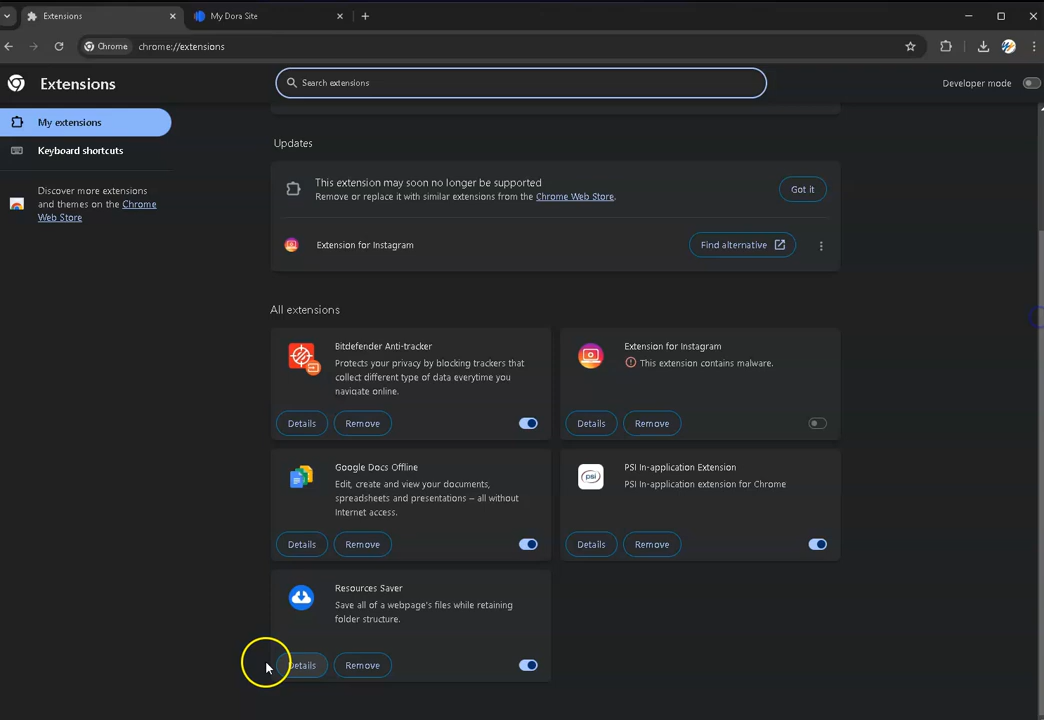 Extensions
My Dora Site
Chrome
chrome://extensions
Extensions
Search extensions
Developer mode
My extensions
Keyboard shortcuts
Discover more extensions
and themes on the Chrome
Web Store
Updates
This extension may soon no longer be supported
Remove or replace it with similar extensions from the Chrome Web Store.
Got it
Extension for Instagram
Find alternative
All extensions
Bitdefender Anti-tracker
Protects your privacy by blocking trackers that
collect different type of data everytime you
navigate online.
Details
Remove
Extension for Instagram
This extension contains malware.
Details
Remove
Google Docs Offline
Edit, create and view your documents,
spreadsheets and presentations — all without
Internet access.
Details
Remove
psi
PSI In-application Extension
PSI In-application extension for Chrome
Details
Remove
Resources Saver
Save all of a webpage's files while retaining
folder structure.
Details
Remove